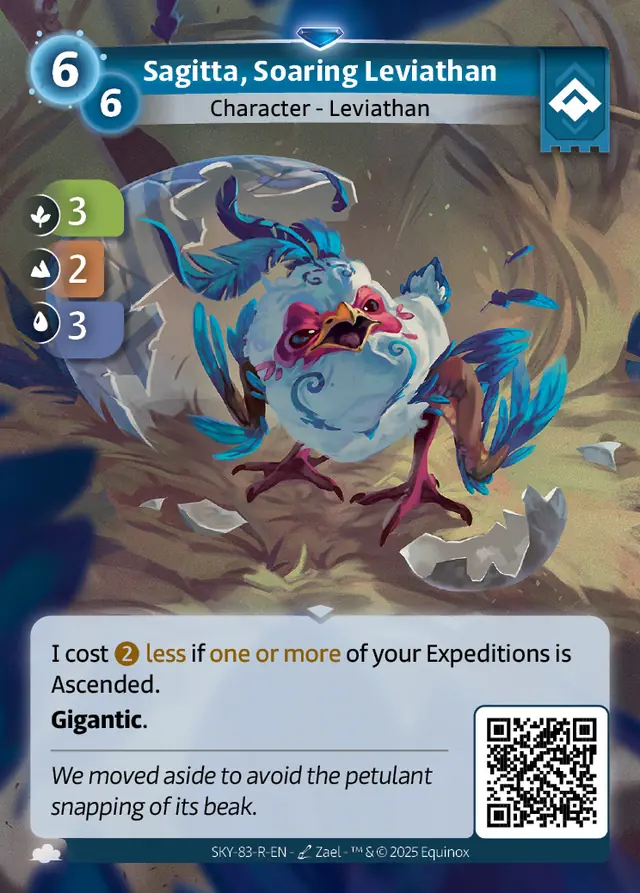 6
6
Sagitta, Soaring Leviathan
Character - Leviathan
3
2
3
I cost 2 less if one or more of your Expeditions is
Ascended.
Gigantic.
We moved aside to avoid the petulant
snapping of its beak.
SKY-83-R-EN - Zael - ™ & © 2025 Equinox